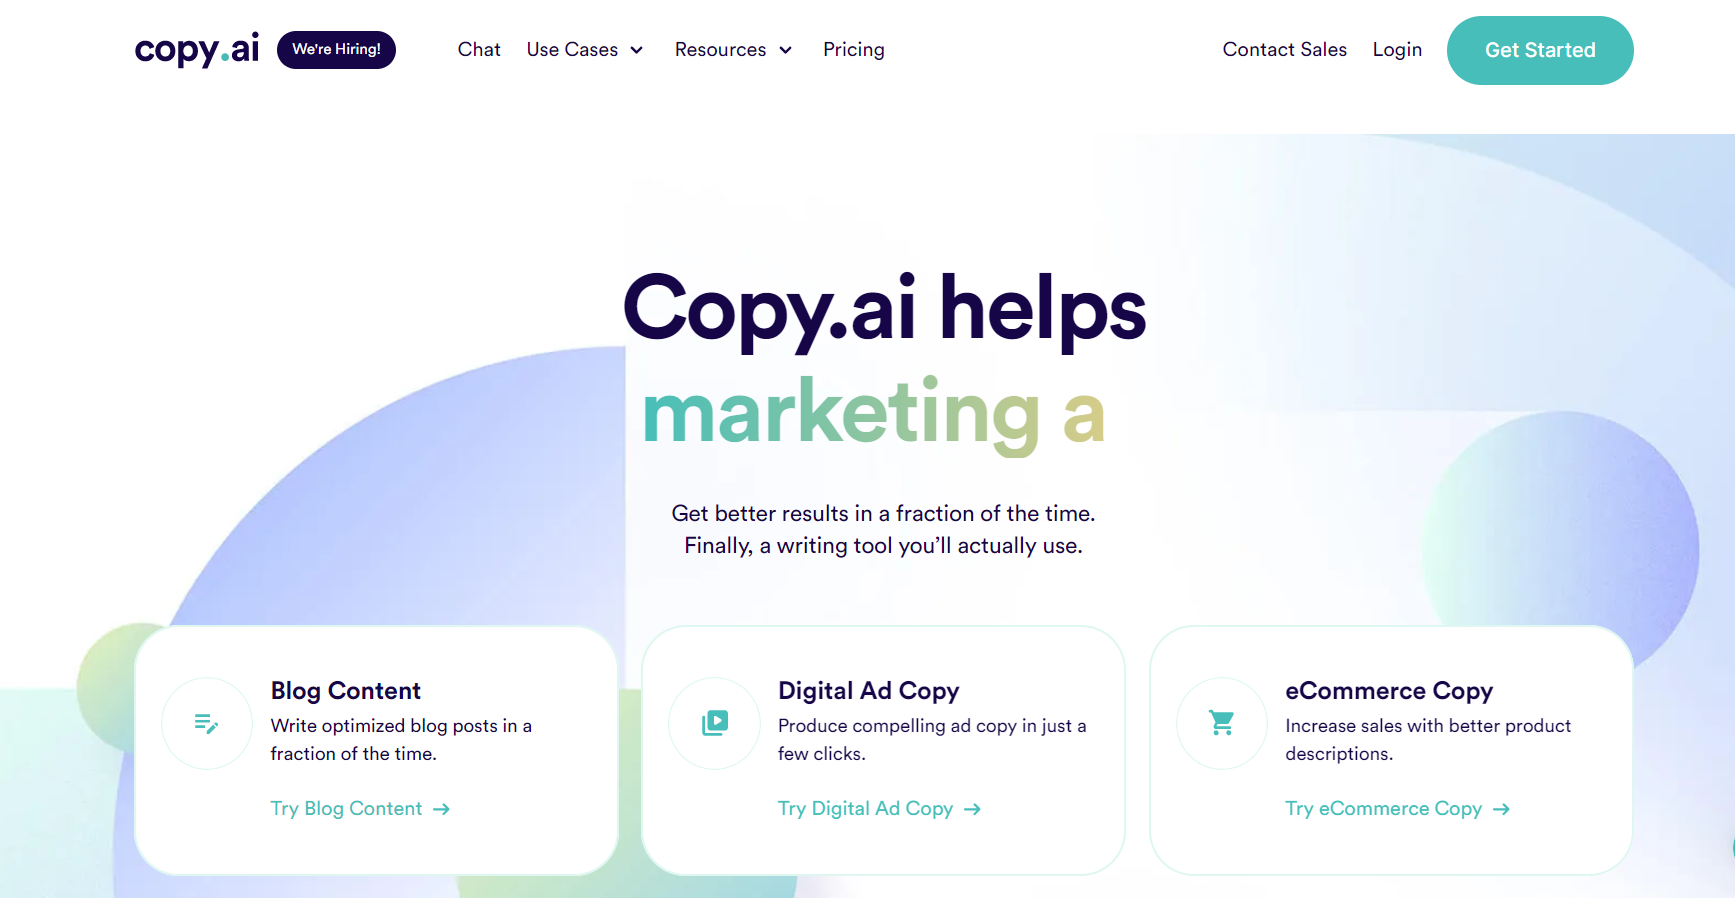 copy.ai
We're Hiring!
Chat
Use Cases
Resources
Pricing
Contact Sales
Login
Get Started
Copy.ai helps
marketing a
Get better results in a fraction of the time.
Finally, a writing tool you’ll actually use.
Blog Content
Write optimized blog posts in a
fraction of the time.
Try Blog Content →
Digital Ad Copy
Produce compelling ad copy in just a
few clicks.
Try Digital Ad Copy →
eCommerce Copy
Increase sales with better product
descriptions.
Try eCommerce Copy →